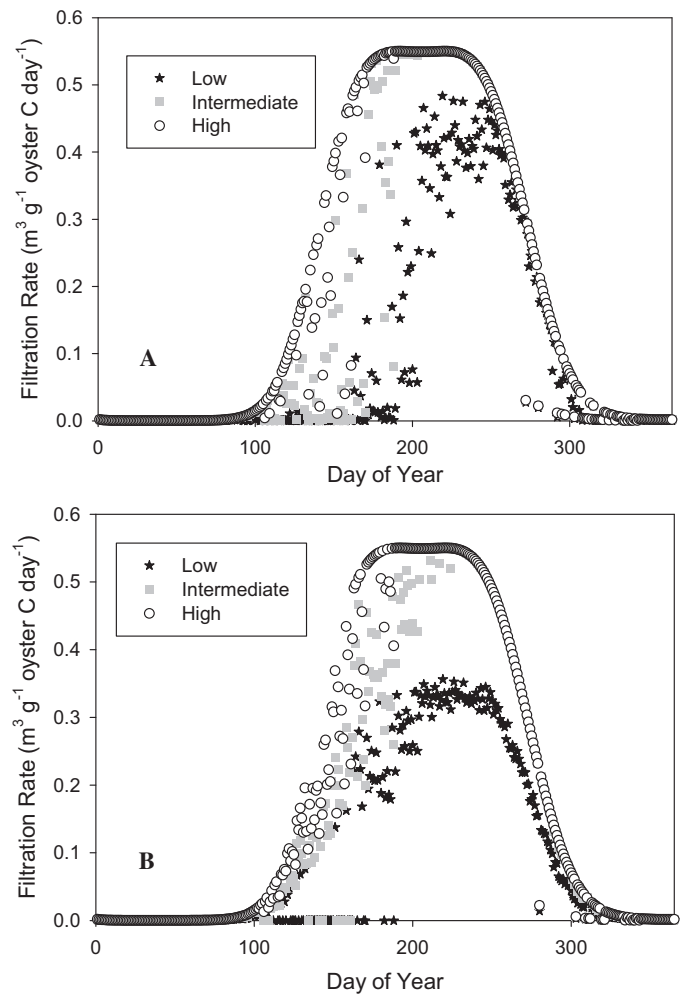 0.6
0.5
0.4
0.3
0.2
0.1
0.0
Filtration Rate (m³ g⁻¹ oyster C day⁻¹)
Low
Intermediate
High
A
0
100
200
300
Day of Year
0.6
0.5
0.4
0.3
0.2
0.1
0.0
Filtration Rate (m³ g⁻¹ oyster C day⁻¹)
Low
Intermediate
High
B
0
100
200
300
Day of Year